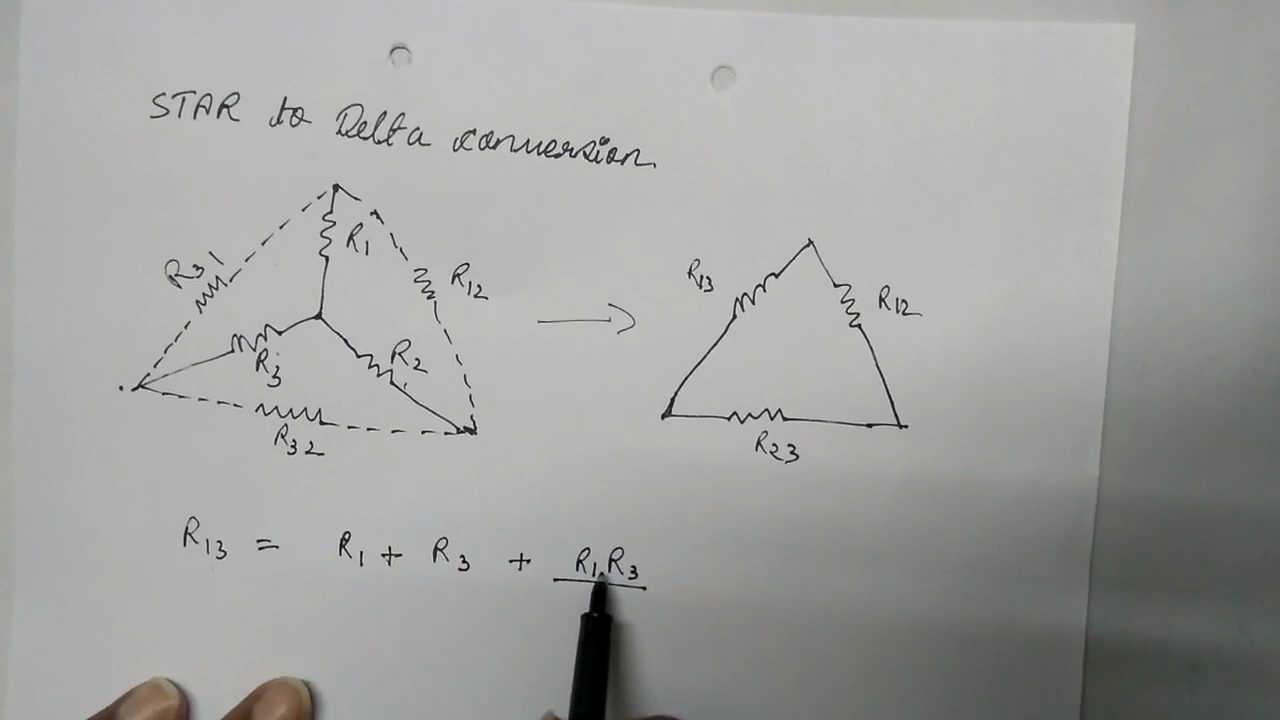 STAR to Delta conversion.
R1
R31
R12
R3
R2
R32
R13
R12
R23
R13 = R1 + R3 + R1.R3